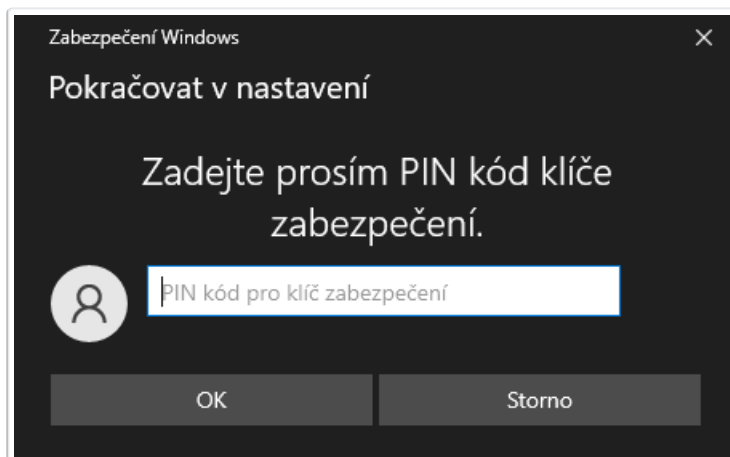 Zabezpečení Windows
Pokračovat v nastavení
Zadejte prosím PIN kód klíče
zabezpečení.
PIN kód pro klíč zabezpečení
OK
Storno